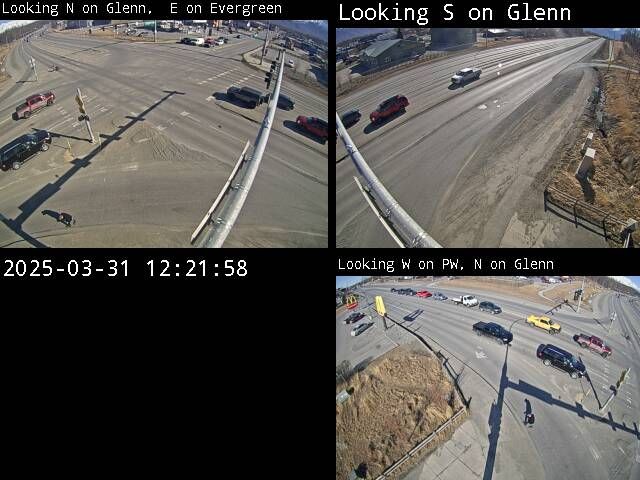 Looking N on Glenn,  E on Evergreen
Looking S on Glenn
2025-03-31 12:21:58
Looking W on PW, N on Glenn